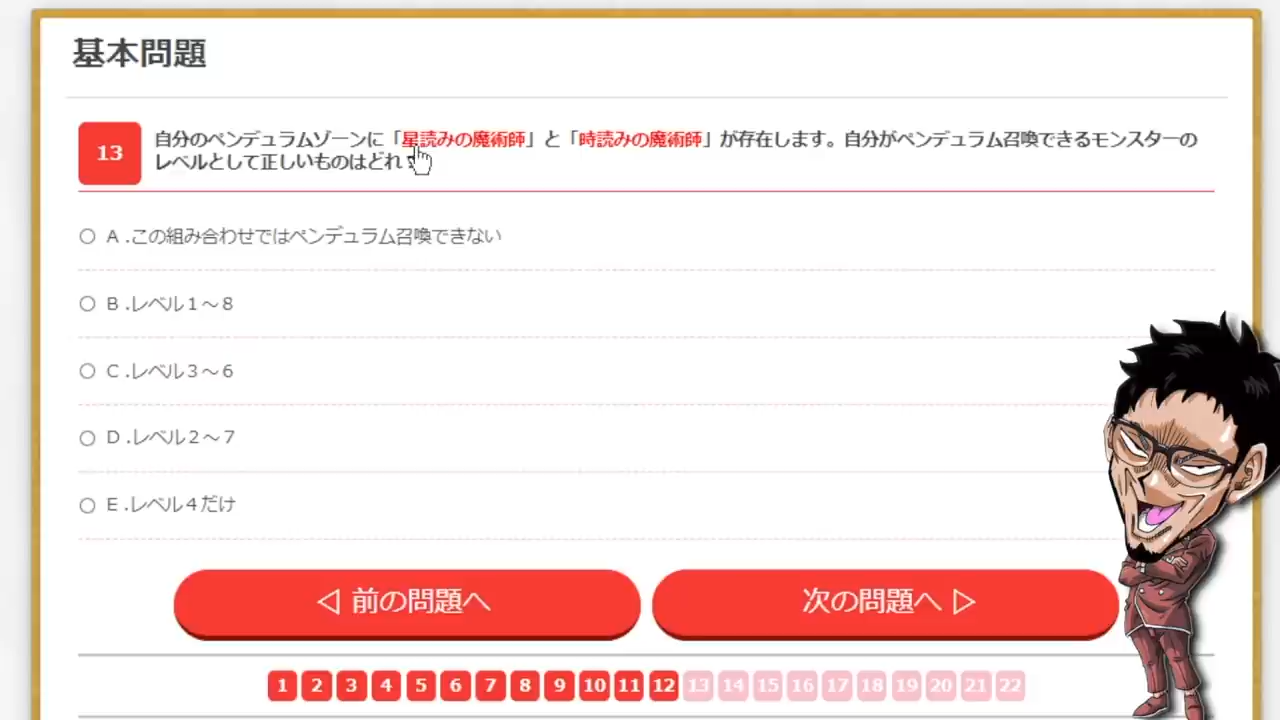 基本問題
13
自分のペンデュラムゾーンに「星読みの魔術師」と「時読みの魔術師」が存在します。自分がペンデュラム召喚できるモンスターの
レベルとして正しいものはどれ？
A .この組み合わせではペンデュラム召喚できない
B .レベル１～８
C .レベル３～６
D .レベル２～７
E .レベル４だけ
◁ 前の問題へ
次の問題へ ▷
1 2 3 4 5 6 7 8 9 10 11 12 13 14 15 16 17 18 19 20 21 22